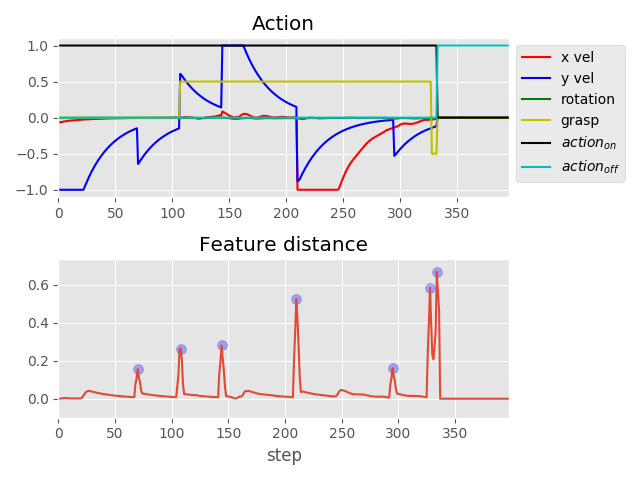 Action
1.0
0.5
0.0
−0.5
−1.0
0 50 100 150 200 250 300 350
x vel
y vel
rotation
grasp
action_on
action_off
Feature distance
0.6
0.4
0.2
0.0
0 50 100 150 200 250 300 350
step